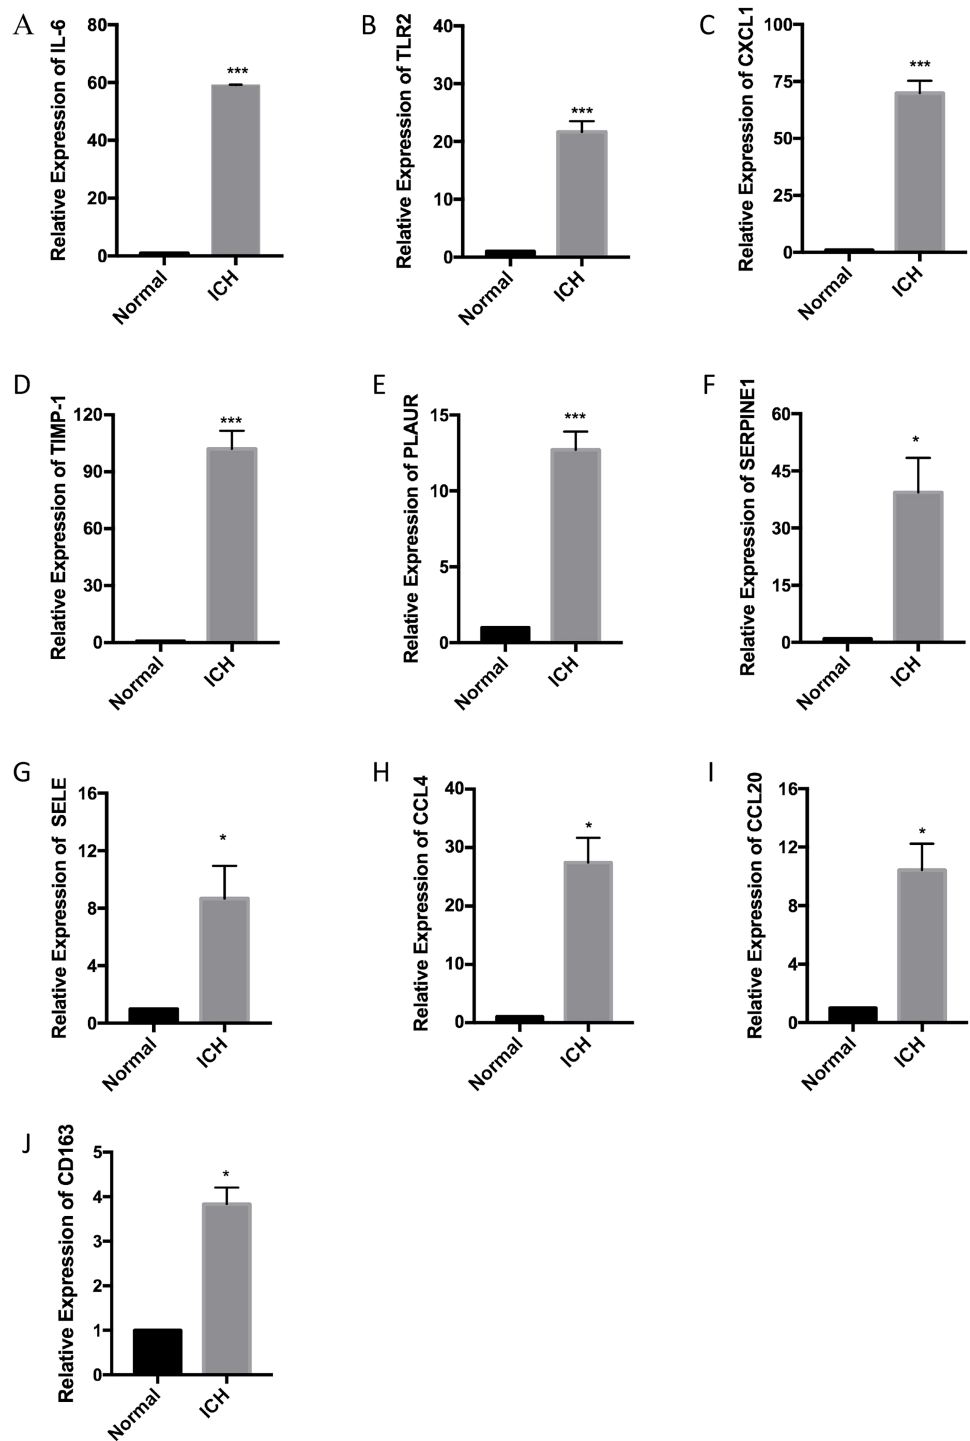 A
Relative Expression of IL-6
80
60
40
20
0
***
Normal
ICH
B
Relative Expression of TLR2
40
30
20
10
0
***
Normal
ICH
C
Relative Expression of CXCL1
100
75
50
25
0
***
Normal
ICH
D
Relative Expression of TIMP-1
120
90
60
30
0
***
Normal
ICH
E
Relative Expression of PLAUR
15
10
5
0
***
Normal
ICH
F
Relative Expression of SERPINE1
60
45
30
15
0
*
Normal
ICH
G
Relative Expression of SELE
16
12
8
4
0
*
Normal
ICH
H
Relative Expression of CCL4
40
30
20
10
0
*
Normal
ICH
I
Relative Expression of CCL20
16
12
8
4
0
*
Normal
ICH
J
Relative Expression of CD163
5
4
3
2
1
0
*
Normal
ICH